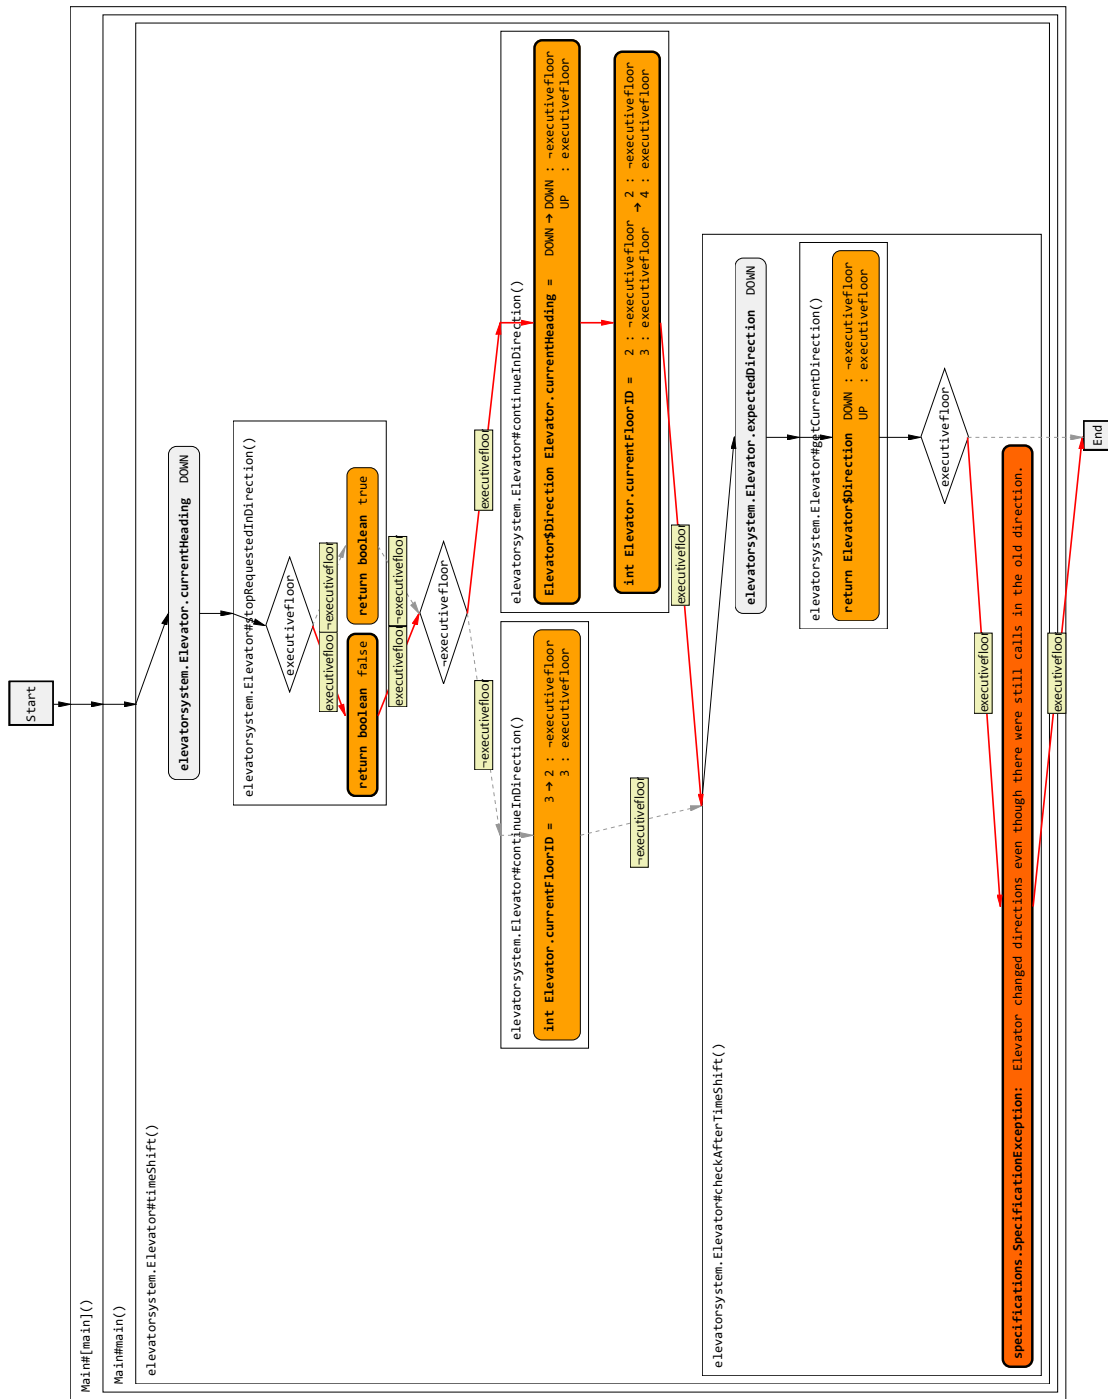 Start
Main#[main]()
Main#main()
elevatorsystem.Elevator#timeShift()
elevatorsystem.Elevator.currentHeading DOWN
elevatorsystem.Elevator#stopRequestedInDirection()
executivefloor
executivefloor
¬executivefloor
return boolean false
return boolean true
executivefloor
¬executivefloor
¬executivefloor
¬executivefloor
executivefloor
elevatorsystem.Elevator#continueInDirection()
int Elevator.currentFloorID = 3 → 2 : ¬executivefloor
3 : executivefloor
¬executivefloor
elevatorsystem.Elevator#continueInDirection()
Elevator$Direction Elevator.currentHeading = DOWN → DOWN : ¬executivefloor
UP : executivefloor
int Elevator.currentFloorID = 2 : ¬executivefloor → 2 : ¬executivefloor
3 : executivefloor 4 : executivefloor
executivefloor
elevatorsystem.Elevator#checkAfterTimeShift()
elevatorsystem.Elevator.expectedDirection DOWN
elevatorsystem.Elevator#getCurrentDirection()
return Elevator$Direction DOWN : ¬executivefloor
UP : executivefloor
executivefloor
executivefloor
specifications.SpecificationException: Elevator changed directions even though there were still calls in the old direction.
executivefloor
End